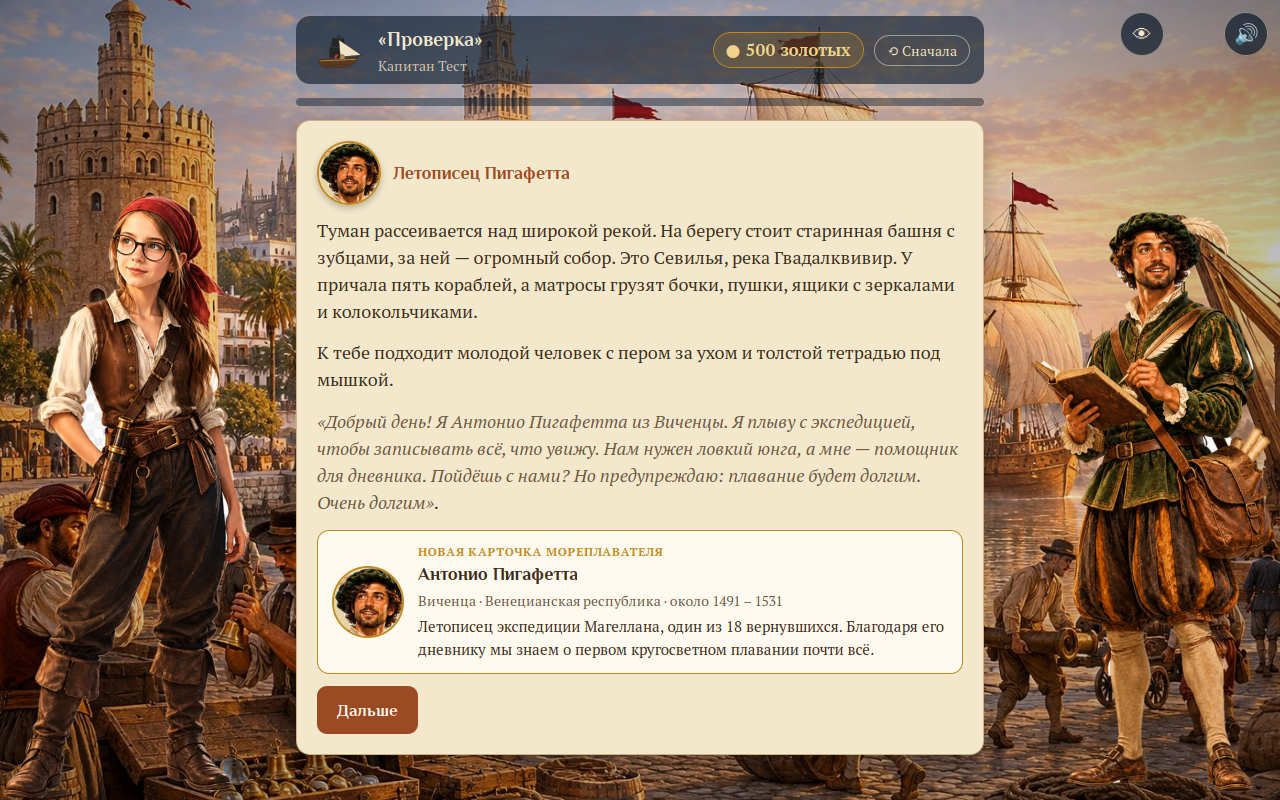 «Проверка»
Капитан Тест
500 золотых
⟲ Сначала
Летописец Пигафетта
Туман рассеивается над широкой рекой. На берегу стоит старинная башня с
зубцами, за ней — огромный собор. Это Севилья, река Гвадалквивир. У
причала пять кораблей, а матросы грузят бочки, пушки, ящики с зеркалами
и колокольчиками.
К тебе подходит молодой человек с пером за ухом и толстой тетрадью под
мышкой.
«Добрый день! Я Антонио Пигафетта из Виченцы. Я плыву с экспедицией,
чтобы записывать всё, что увижу. Нам нужен ловкий юнга, а мне — помощник
для дневника. Пойдёшь с нами? Но предупреждаю: плавание будет долгим.
Очень долгим».
НОВАЯ КАРТОЧКА МОРЕПЛАВАТЕЛЯ
Антонио Пигафетта
Виченца · Венецианская республика · около 1491 – 1531
Летописец экспедиции Магеллана, один из 18 вернувшихся. Благодаря его
дневнику мы знаем о первом кругосветном плавании почти всё.
Дальше